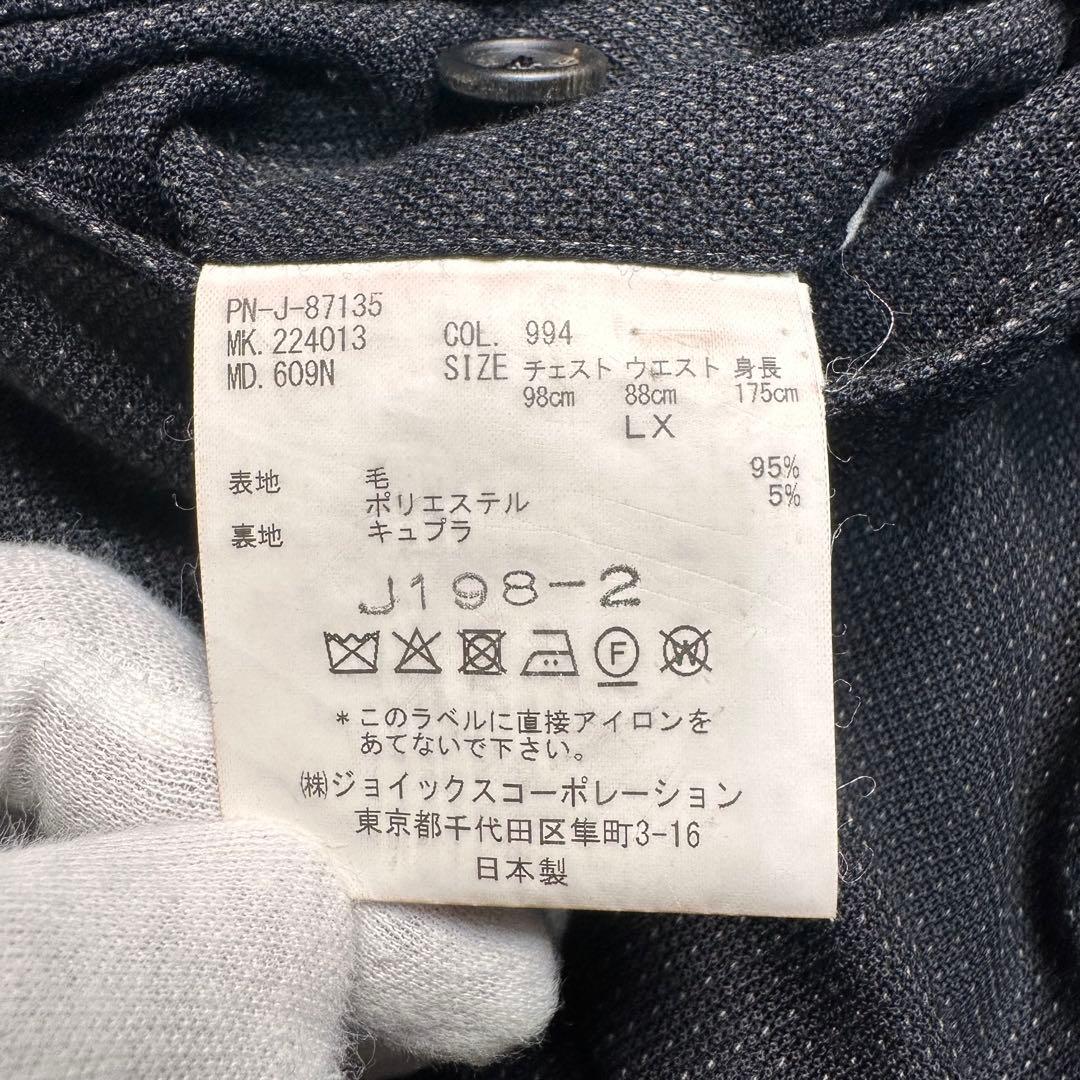 PN-J-87135
MK. 224013 COL. 994
MD. 609N SIZE チェスト ウエスト 身長
98cm 88cm 175cm
LX
表地 毛 95%
ポリエステル 5%
裏地 キュプラ
J198-2
F W
*このラベルに直接アイロンを
あてないで下さい。
㈱ジョイックスコーポレーション
東京都千代田区隼町3-16
日本製